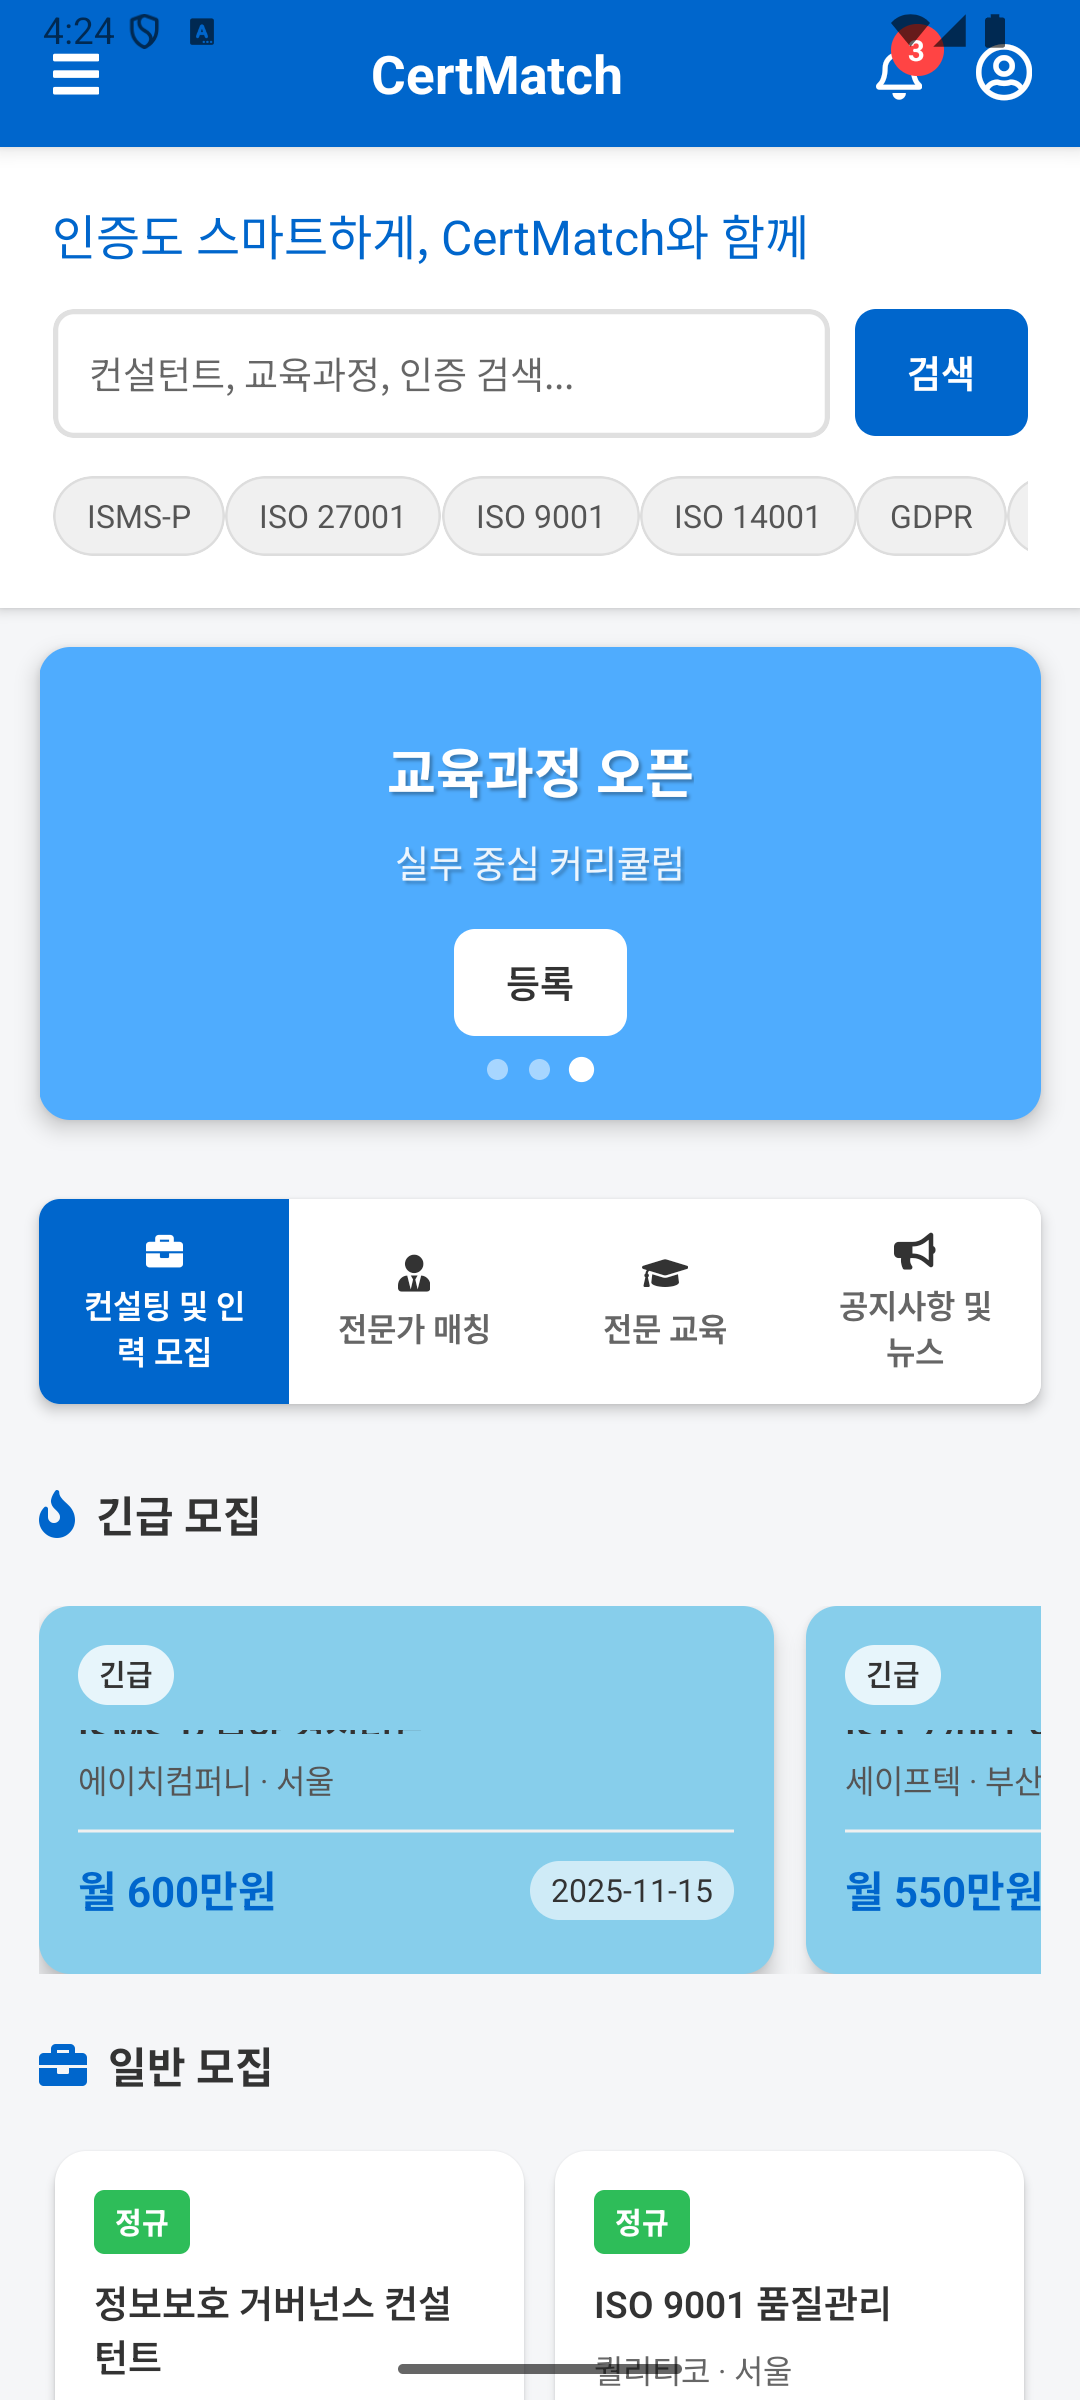 4:24
CertMatch
3
인증도 스마트하게, CertMatch와 함께
컨설턴트, 교육과정, 인증 검색...
검색
ISMS-P
ISO 27001
ISO 9001
ISO 14001
GDPR
교육과정 오픈
실무 중심 커리큘럼
등록
컨설팅 및 인
력 모집
전문가 매칭
전문 교육
공지사항 및
뉴스
긴급 모집
긴급
에이치컴퍼니 · 서울
월 600만원
2025-11-15
긴급
세이프텍 · 부산
월 550만원
일반 모집
정규
정보보호 거버넌스 컨설
턴트
정규
ISO 9001 품질관리
퀄리티코 · 서울